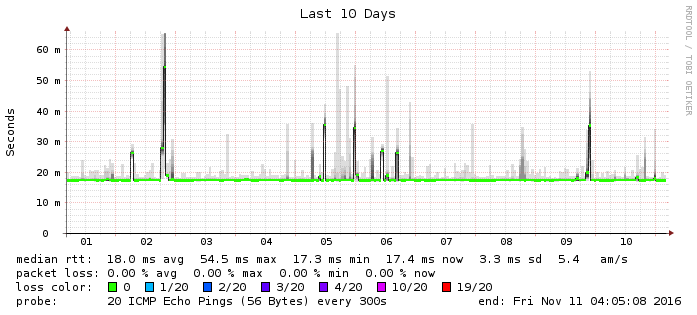 Last 10 Days
RRDTOOL / TOBI OETIKER
Seconds
60 m
50 m
40 m
30 m
20 m
10 m
0
01 02 03 04 05 06 07 08 09 10
median rtt: 18.0 ms avg 54.5 ms max 17.3 ms min 17.4 ms now 3.3 ms sd 5.4 am/s
packet loss: 0.00 % avg 0.00 % max 0.00 % min 0.00 % now
loss color: 0 1/20 2/20 3/20 4/20 10/20 19/20
probe: 20 ICMP Echo Pings (56 Bytes) every 300s end: Fri Nov 11 04:05:08 2016